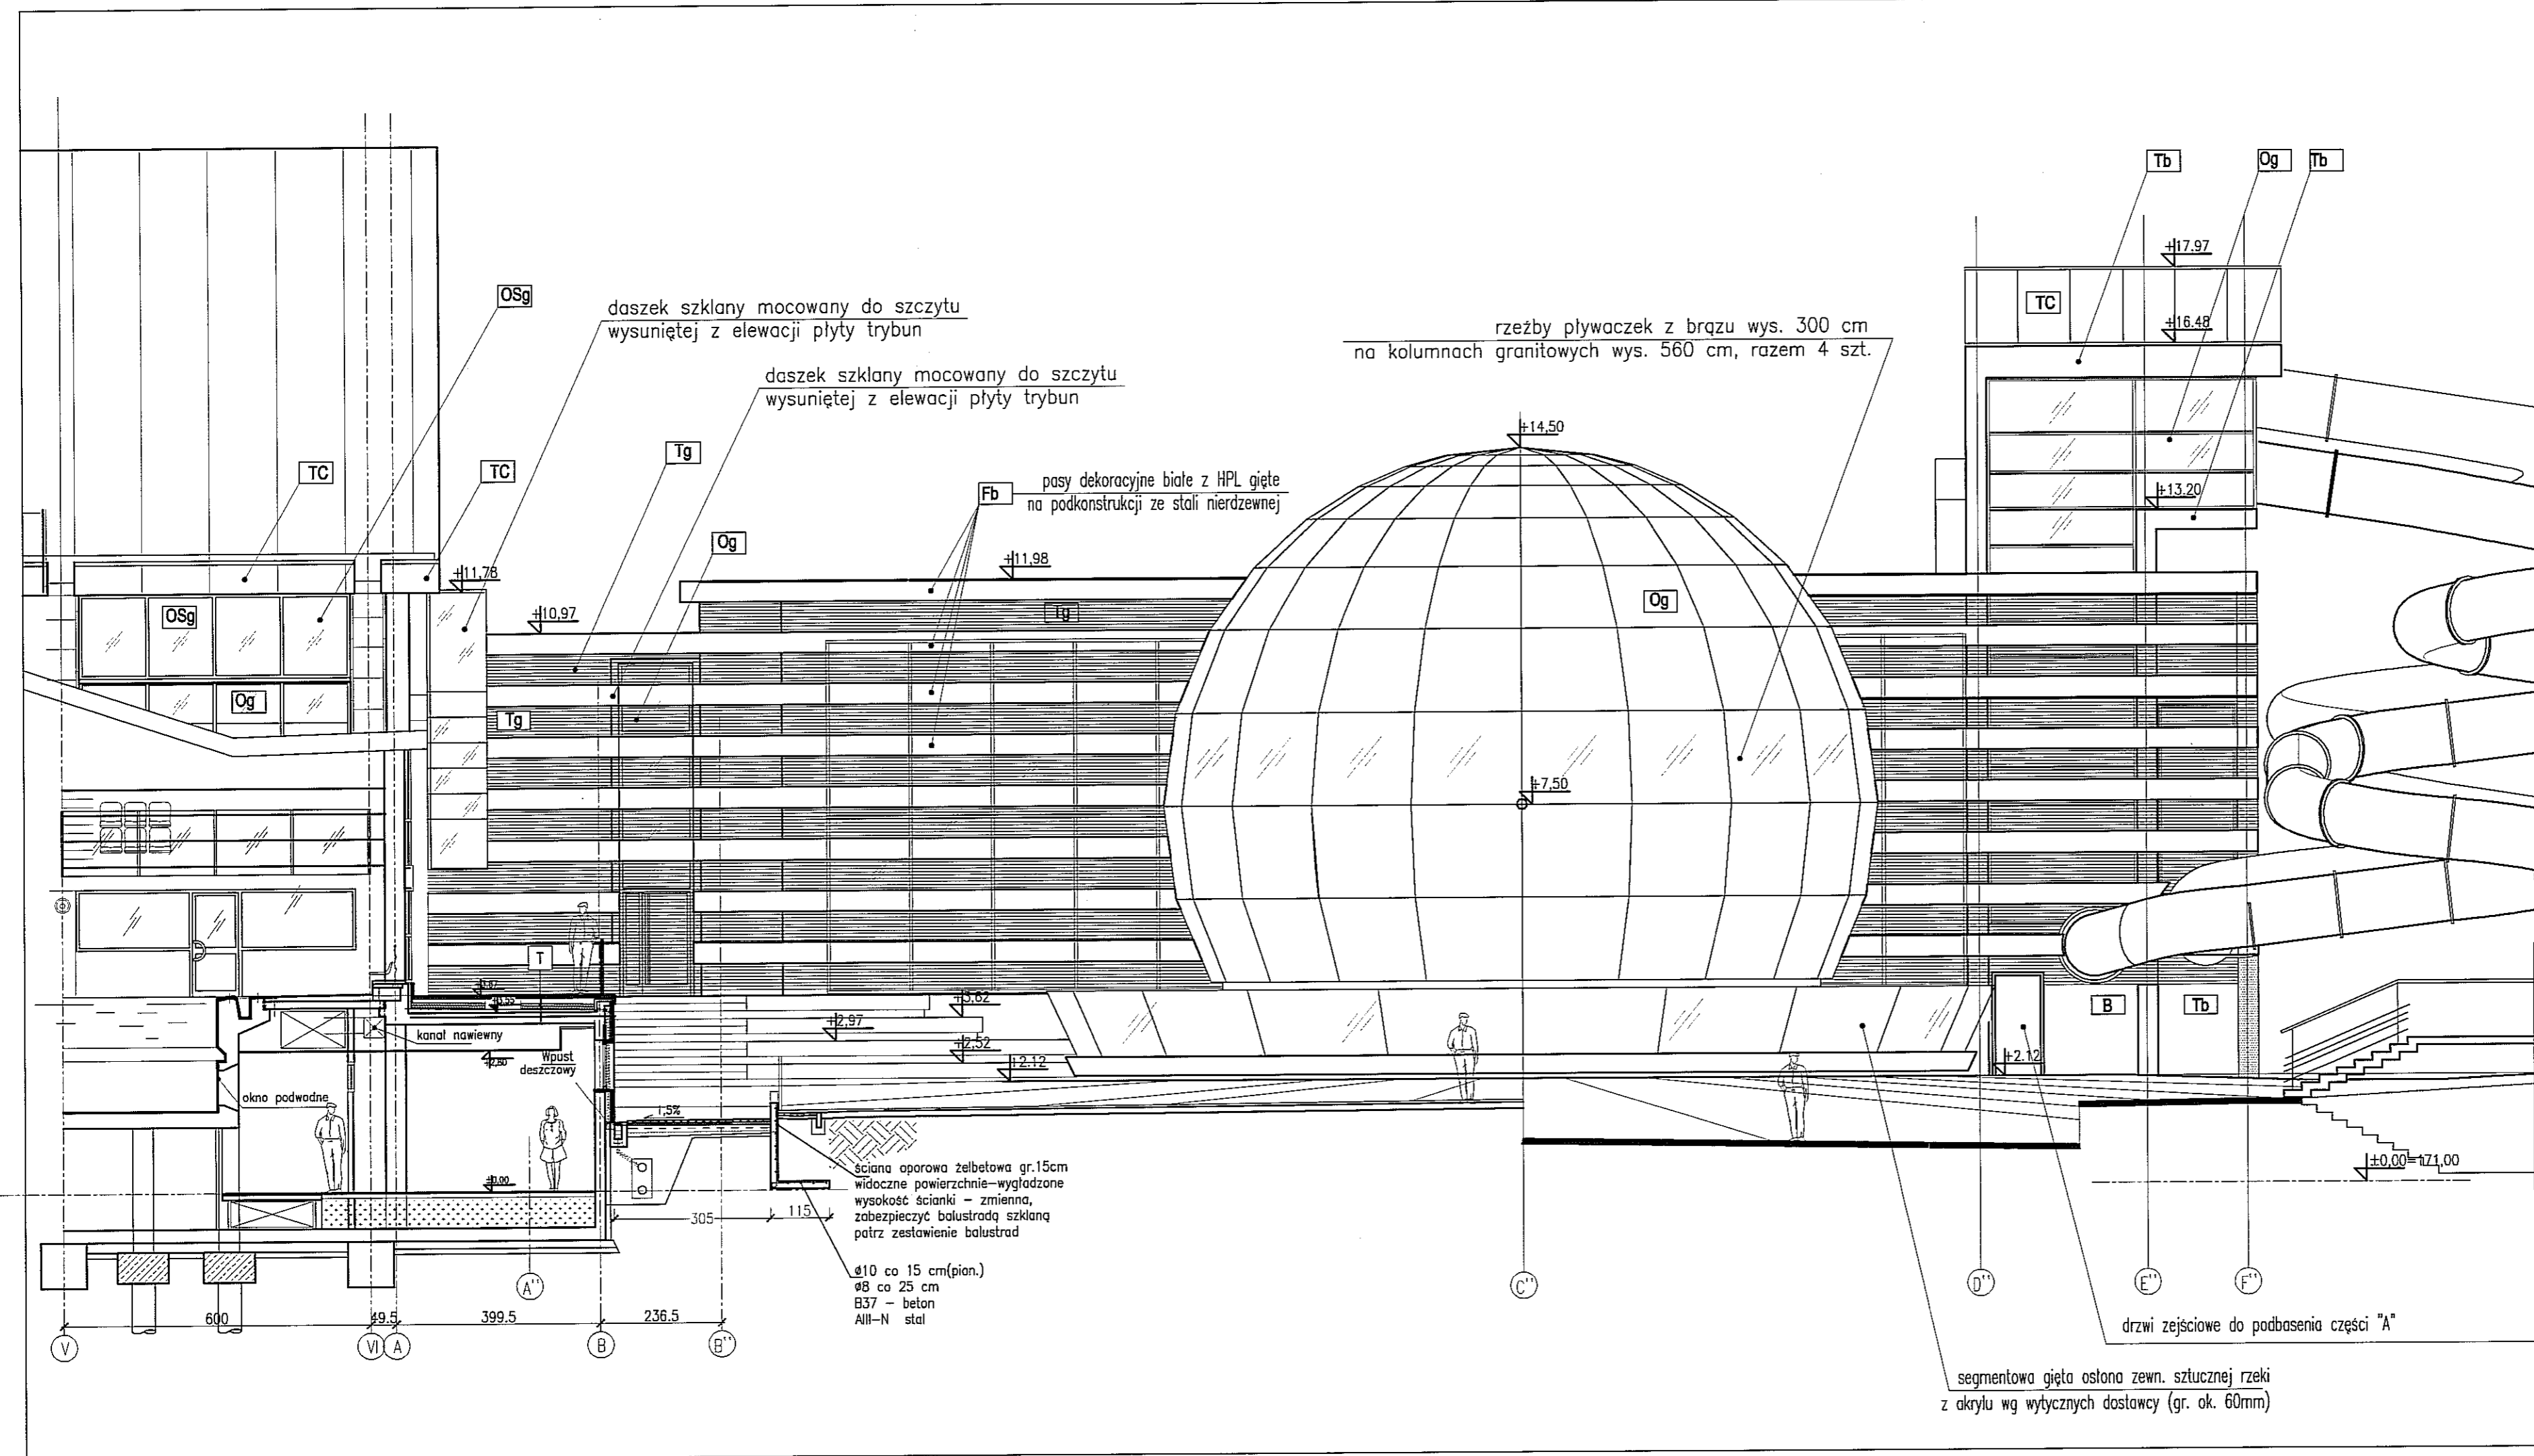 Tb
Og
Tb
+17.97
TC
+16.48
OSg
daszek szklany mocowany do szczytu
wysuniętej z elewacji płyty trybun
rzeźby pływaczek z brązu wys. 300 cm
na kolumnach granitowych wys. 560 cm, razem 4 szt.
daszek szklany mocowany do szczytu
wysuniętej z elewacji płyty trybun
+14,50
Tg
TC
TC
pasy dekoracyjne białe z HPL gięte
Fb
na podkonstrukcji ze stali nierdzewnej
+13.20
Og
+11,98
+11,78
OSg
+10,97
Tg
Og
Og
Tg
+7,50
T
+3,55
+3,62
B
Tb
+2,97
kanał nawiewny
+2,52
+2,60
Wpust
deszczowy
+2.12
+2.12
okno podwodne
1,5%
±0,00
±0,00=171,00
ściana oporowa żelbetowa gr.15cm
widoczne powierzchnie-wygładzone
wysokość ścianki - zmienna,
zabezpieczyć balustradą szklaną
patrz zestawienie balustrad
305
115
ø10 co 15 cm(pion.)
ø8 co 25 cm
B37 - beton
AIII-N stal
A''
C''
D''
E''
F''
600
49.5
399.5
236.5
V
VI
A
B
B''
drzwi zejściowe do podbasenia części "A"
segmentowa gięta osłona zewn. sztucznej rzeki
z akrylu wg wytycznych dostawcy (gr. ok. 60mm)